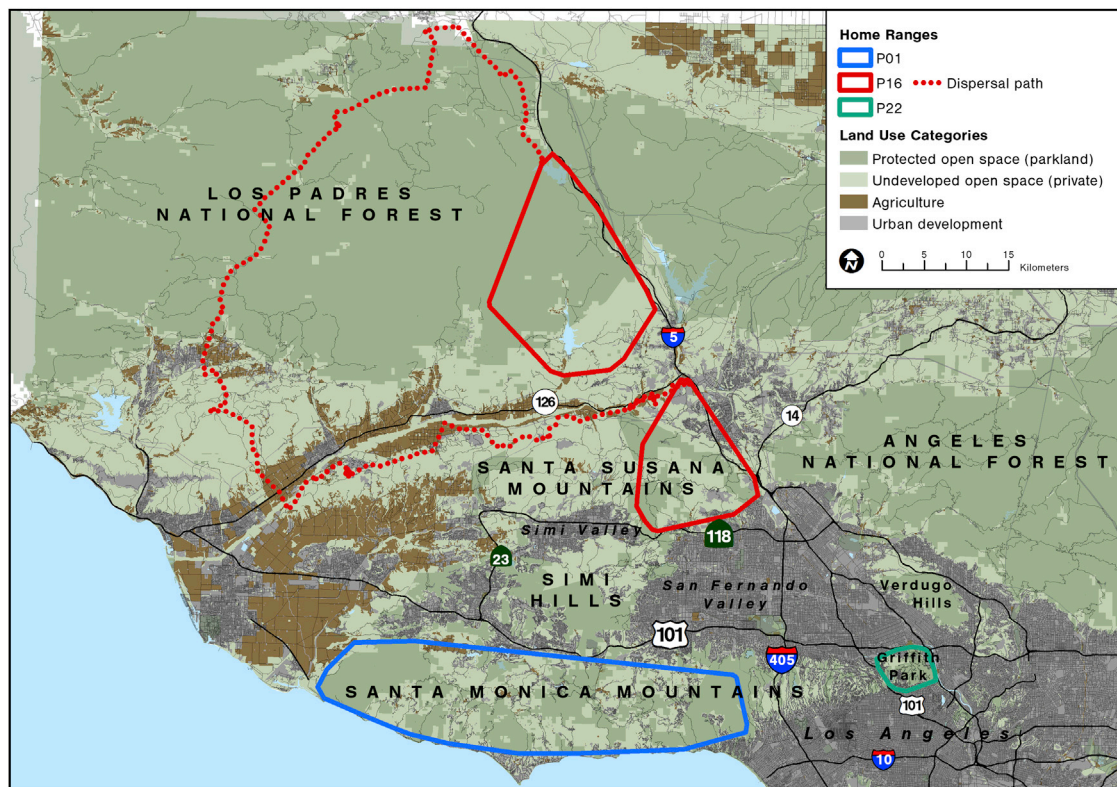 Home Ranges
P01
P16
Dispersal path
P22
Land Use Categories
Protected open space (parkland)
Undeveloped open space (private)
Agriculture
Urban development
N
0 5 10 15
Kilometers
LOS PADRES
NATIONAL FOREST
5
126
14
ANGELES
NATIONAL FOREST
SANTA SUSANA
MOUNTAINS
Simi Valley
118
23
SIMI
HILLS
San Fernando
Valley
Verdugo
Hills
101
405
Griffith
Park
SANTA MONICA MOUNTAINS
101
Los Angeles
10